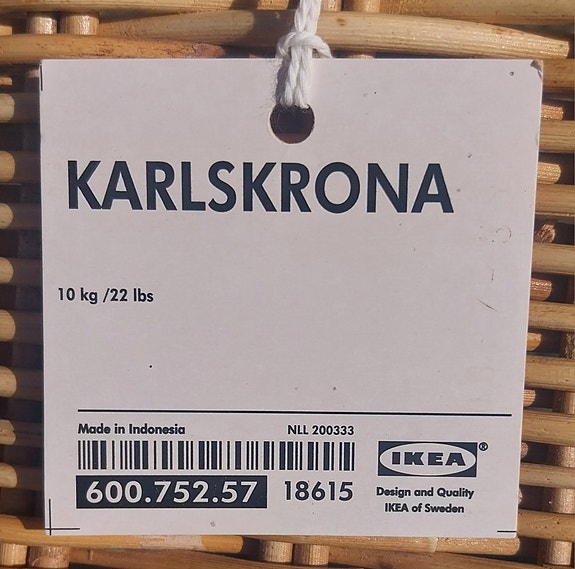 KARLSKRONA
10 kg /22 lbs
Made in Indonesia NLL 200333
600.752.57 18615
IKEA®
Design and Quality
IKEA of Sweden